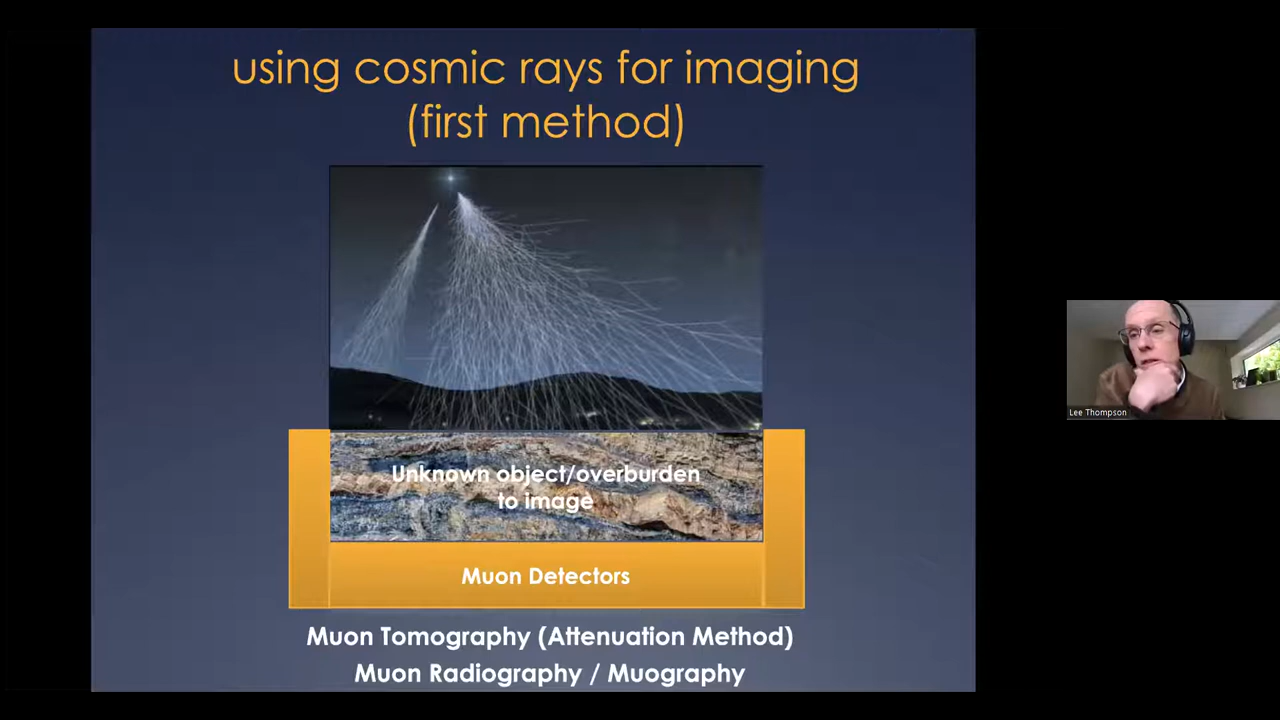 using cosmic rays for imaging
(first method)
Unknown object/overburden
to image
Muon Detectors
Muon Tomography (Attenuation Method)
Muon Radiography / Muography
Lee Thompson